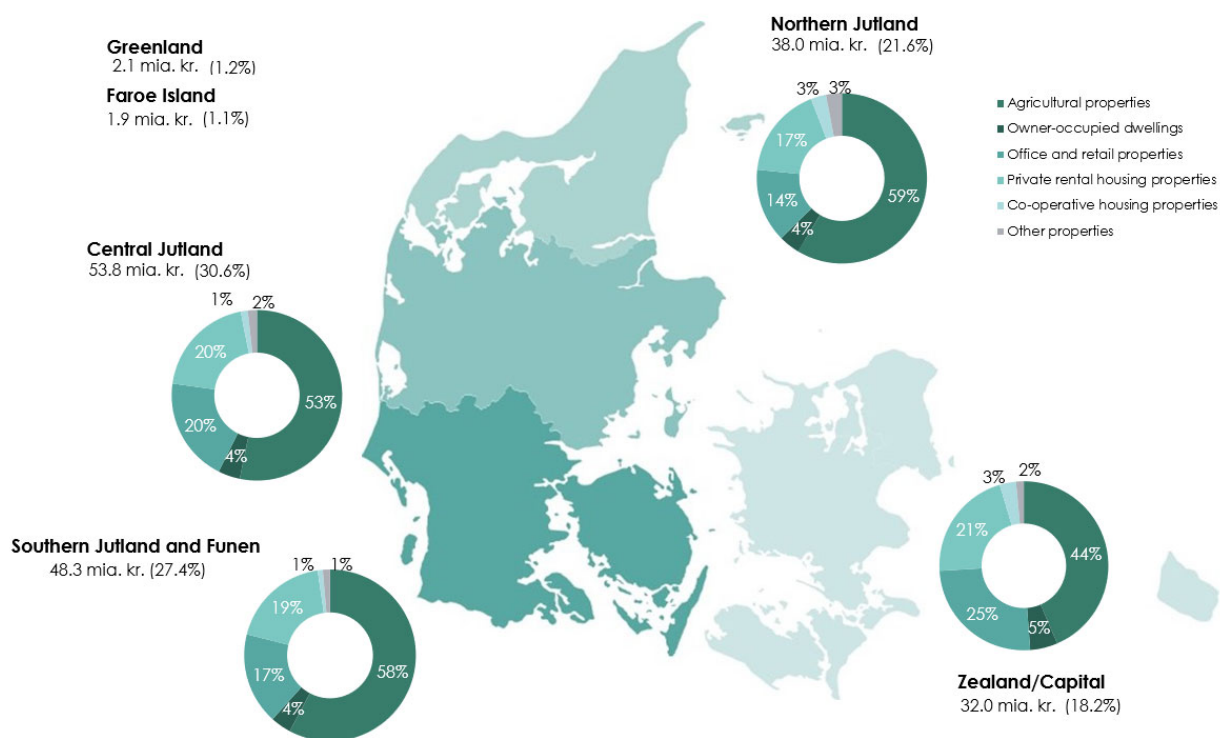 Greenland
2.1 mia. kr. (1.2%)
Faroe Island
1.9 mia. kr. (1.1%)
Northern Jutland
38.0 mia. kr. (21.6%)
3%
3%
17%
14%
4%
59%
Agricultural properties
Owner-occupied dwellings
Office and retail properties
Private rental housing properties
Co-operative housing properties
Other properties
Central Jutland
53.8 mia. kr. (30.6%)
1%
2%
20%
20%
4%
53%
Southern Jutland and Funen
48.3 mia. kr. (27.4%)
1%
1%
19%
17%
4%
58%
3%
2%
21%
25%
5%
44%
Zealand/Capital
32.0 mia. kr. (18.2%)